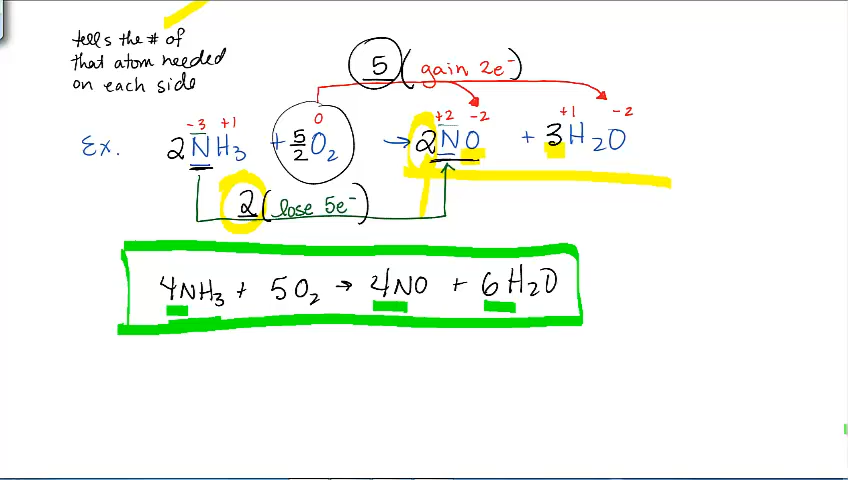 tells the # of
that atom needed
on each side
5 (gain 2e⁻)
-3 +1 0 +2 -2 +1 -2
Ex. 2NH₃ + 5/2 O₂ → 2NO + 3H₂O
2 (lose 5e⁻)
4NH₃ + 5O₂ → 4NO + 6H₂O